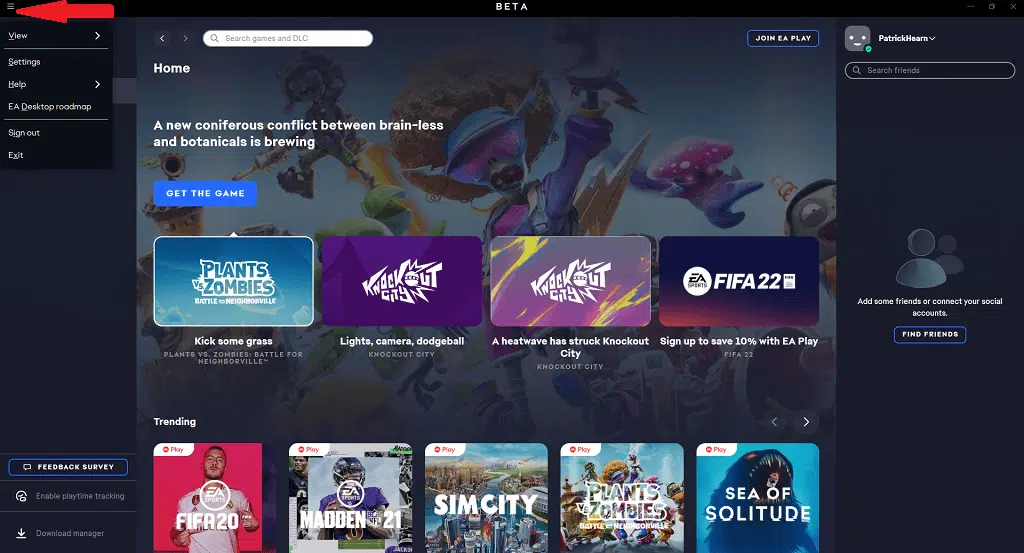 BETA
View
Settings
Help
EA Desktop roadmap
Sign out
Exit
Search games and DLC
JOIN EA PLAY
PatrickHearn
Search friends
Home
A new coniferous conflict between brain-less
and botanicals is brewing
GET THE GAME
PLANTS
VS. ZOMBIES
BATTLE FOR NEIGHBORVILLE
KNOCKOUT
CITY
KNOCKOUT
CITY
EA
SPORTS
FIFA 22
Kick some grass
PLANTS VS. ZOMBIES: BATTLE FOR
NEIGHBORVILLE™
Lights, camera, dodgeball
KNOCKOUT CITY
A heatwave has struck Knockout
City
KNOCKOUT CITY
Sign up to save 10% with EA Play
FIFA 22
Add some friends or connect your social
accounts.
FIND FRIENDS
Trending
FEEDBACK SURVEY
Enable playtime tracking
Download manager
Play
EA
SPORTS
FIFA 20
Play
MADDEN
EA
SPORTS
MADDEN NFL 21
Play
SIMCITY
Play
PLANTS
VS. ZOMBIES
BATTLE FOR NEIGHBORVILLE
Play
SEA OF
SOLITUDE